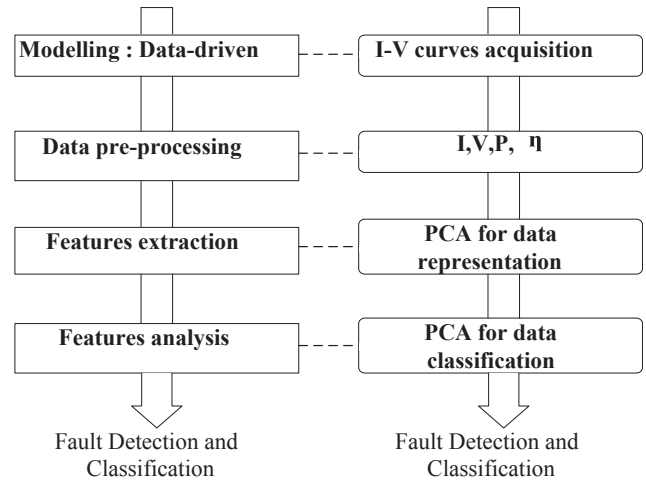 Modelling : Data-driven
I-V curves acquisition
Data pre-processing
I,V,P, η
Features extraction
PCA for data
representation
Features analysis
PCA for data
classification
Fault Detection and
Classification
Fault Detection and
Classification